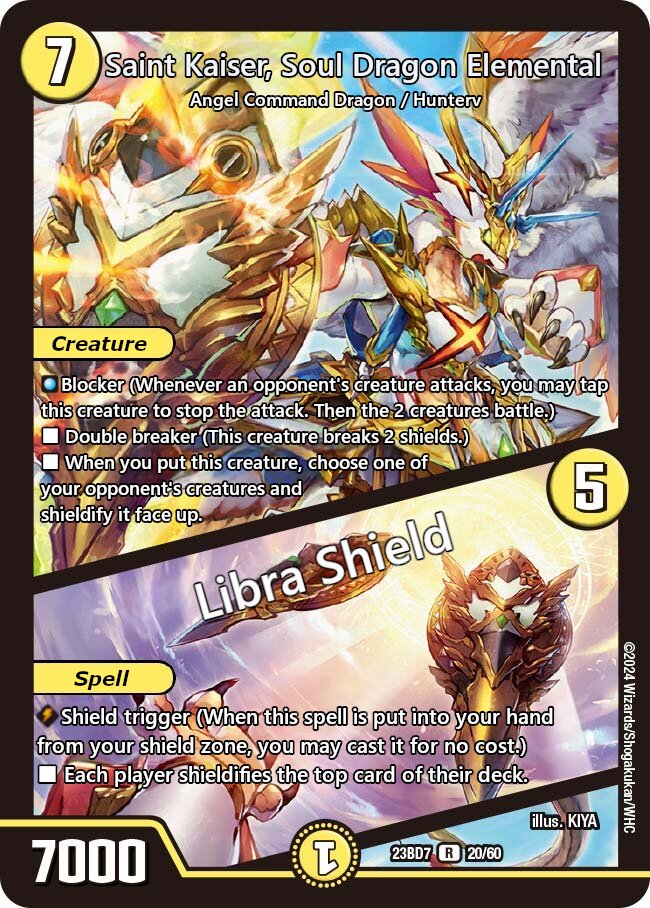 7
Saint Kaiser, Soul Dragon Elemental
Angel Command Dragon / Hunterv
Creature
Blocker (Whenever an opponent's creature attacks, you may tap
this creature to stop the attack. Then the 2 creatures battle.)
Double breaker (This creature breaks 2 shields.)
When you put this creature, choose one of
your opponent's creatures and
shieldify it face up.
5
Libra Shield
Spell
Shield trigger (When this spell is put into your hand
from your shield zone, you may cast it for no cost.)
Each player shieldifies the top card of their deck.
©2024 Wizards/Shogakukan/WHC
illus. KIYA
7000
1
23BD7 R 20/60